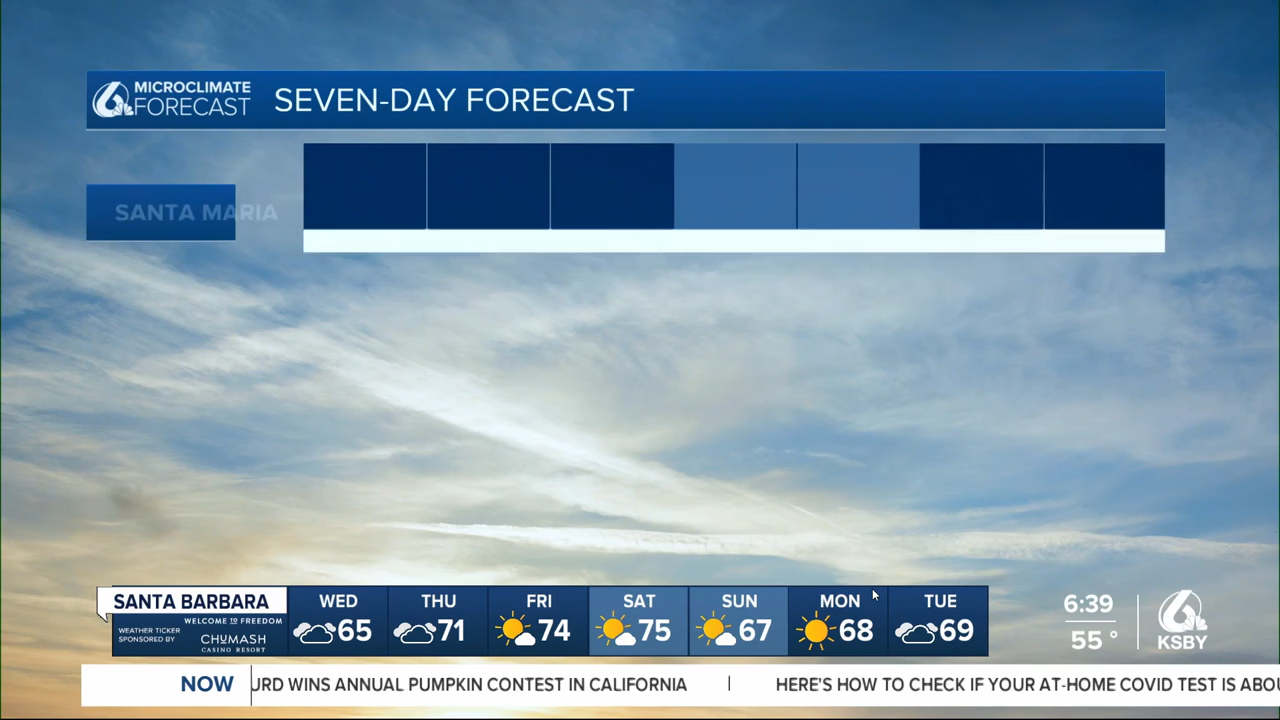 6 MICROCLIMATE
FORECAST
SEVEN-DAY FORECAST
SANTA MARIA
SANTA BARBARA
WELCOME TO FREEDOM
WEATHER TICKER
SPONSORED BY
CHUMASH
CASINO RESORT
WED THU FRI SAT SUN MON TUE
65 71 74 75 67 68 69
6:39
55 °
6
KSBY
NOW
URD WINS ANNUAL PUMPKIN CONTEST IN CALIFORNIA | HERE'S HOW TO CHECK IF YOUR AT-HOME COVID TEST IS ABOU